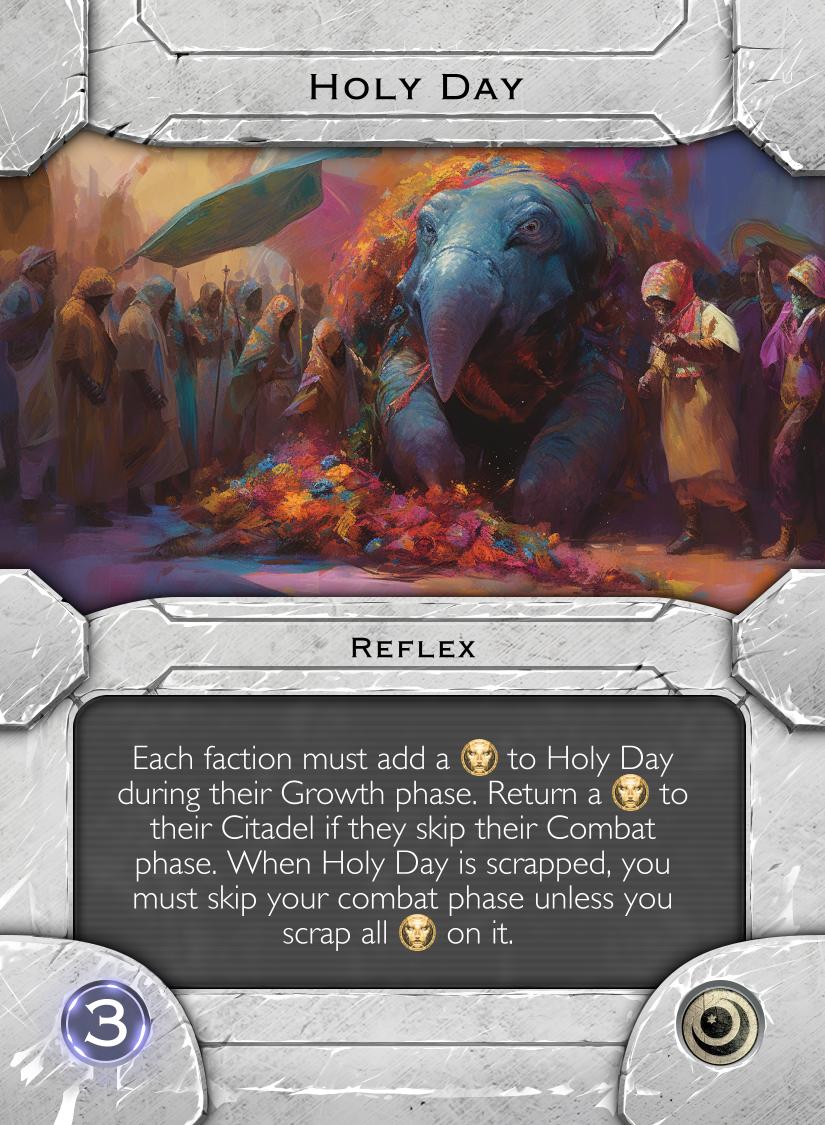 Holy Day
Reflex
Each faction must add a to Holy Day
during their Growth phase. Return a to
their Citadel if they skip their Combat
phase. When Holy Day is scrapped, you
must skip your combat phase unless you
scrap all on it.
3